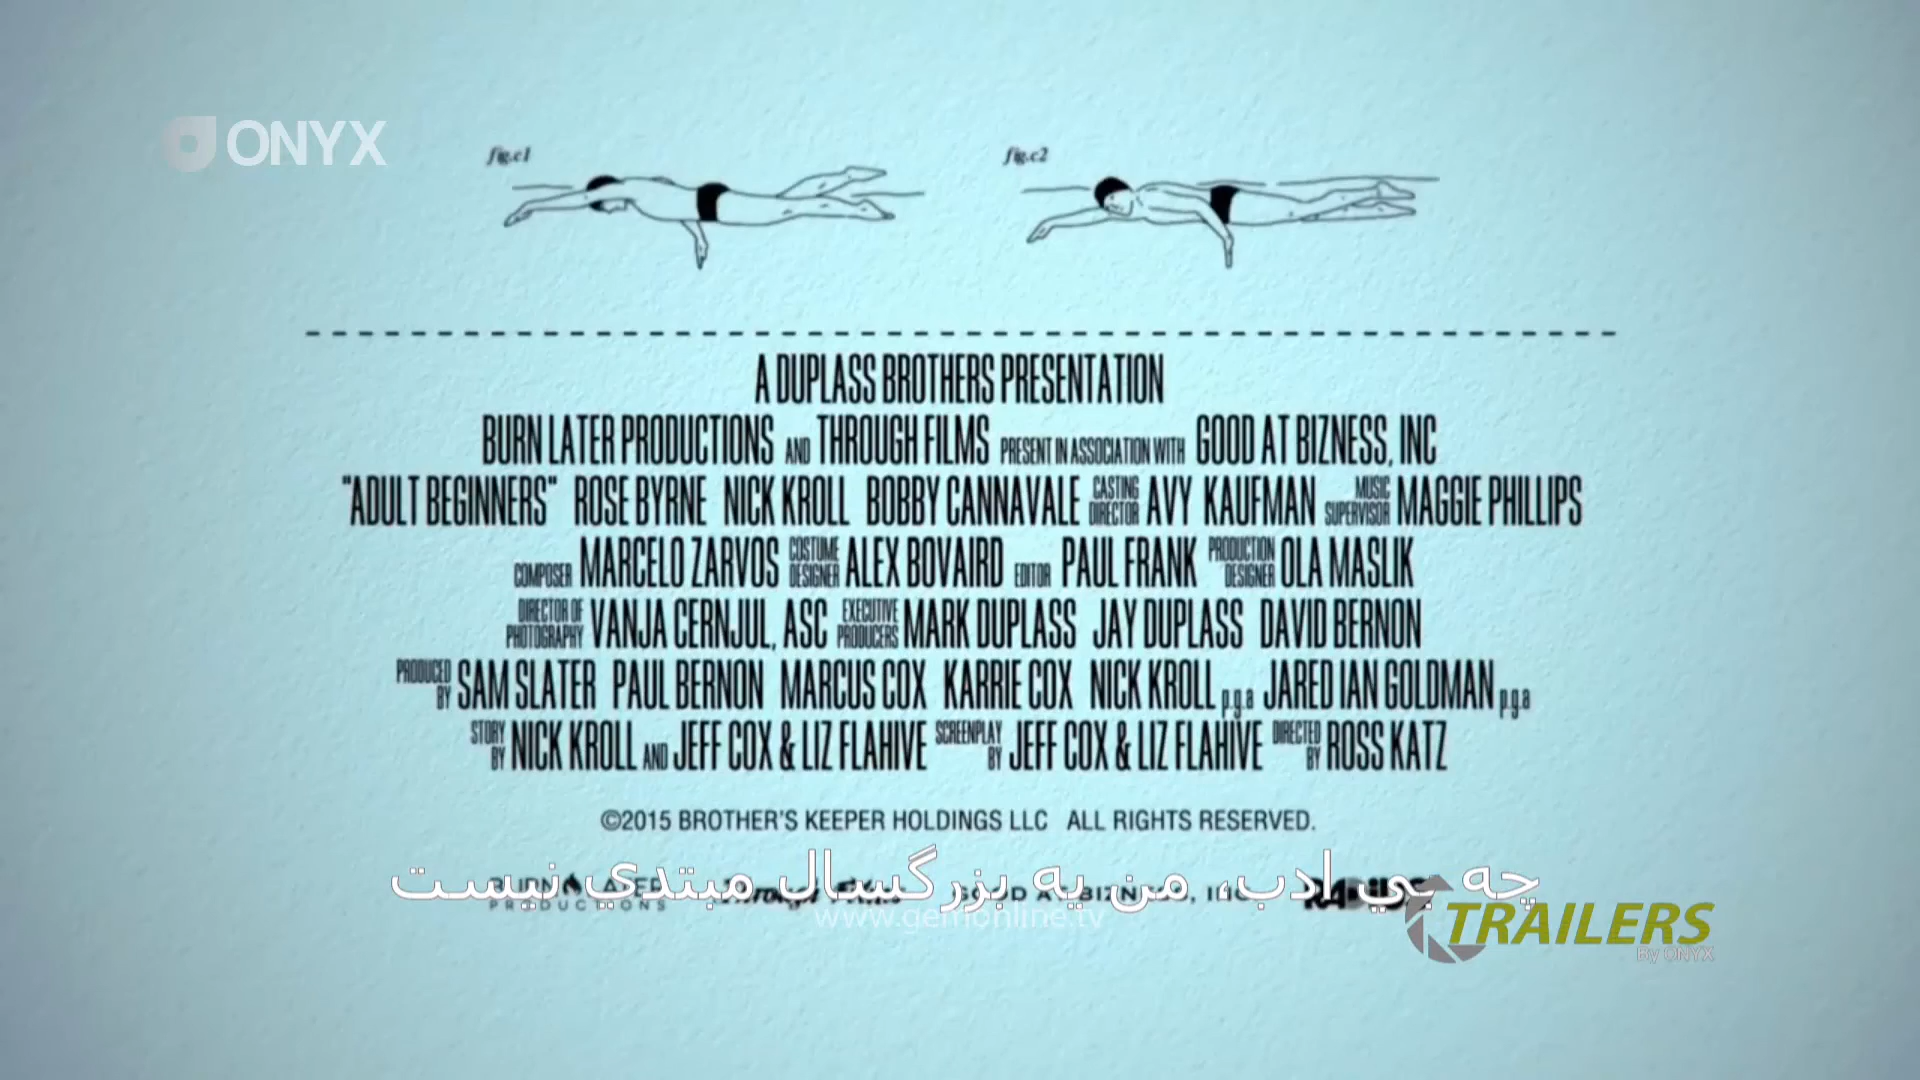 ONYX
fig.c1 fig.c2
A DUPLASS BROTHERS PRESENTATION
BURN LATER PRODUCTIONS AND THROUGH FILMS PRESENT IN ASSOCIATION WITH GOOD AT BIZNESS, INC
"ADULT BEGINNERS" ROSE BYRNE NICK KROLL BOBBY CANNAVALE CASTING DIRECTOR AVY KAUFMAN MUSIC SUPERVISOR MAGGIE PHILLIPS
COMPOSER MARCELO ZARVOS COSTUME DESIGNER ALEX BOVAIRD EDITOR PAUL FRANK PRODUCTION DESIGNER OLA MASLIK
DIRECTOR OF PHOTOGRAPHY VANJA CERNJUL, ASC EXECUTIVE PRODUCERS MARK DUPLASS JAY DUPLASS DAVID BERNON
PRODUCED BY SAM SLATER PAUL BERNON MARCUS COX KARRIE COX NICK KROLL p.g.a JARED IAN GOLDMAN p.g.a
STORY BY NICK KROLL AND JEFF COX & LIZ FLAHIVE SCREENPLAY BY JEFF COX & LIZ FLAHIVE DIRECTED BY ROSS KATZ
©2015 BROTHER'S KEEPER HOLDINGS LLC ALL RIGHTS RESERVED.
چه بي ادب، من يه بزرگسال مبتدي نيست
PRODUCTIONS
www.gemonline.tv
TRAILERS
By ONYX